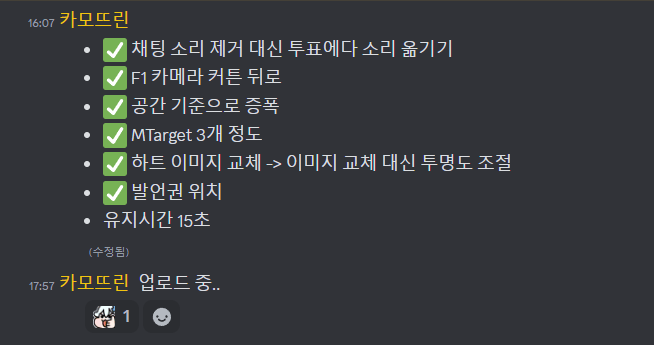 16:07 카모뜨린
• ✅ 채팅 소리 제거 대신 투표에다 소리 옮기기
• ✅ F1 카메라 커튼 뒤로
• ✅ 공간 기준으로 증폭
• ✅ MTarget 3개 정도
• ✅ 하트 이미지 교체 -> 이미지 교체 대신 투명도 조절
• ✅ 발언권 위치
• 유지시간 15초
(수정됨)
17:57 카모뜨린 업로드 중..
1